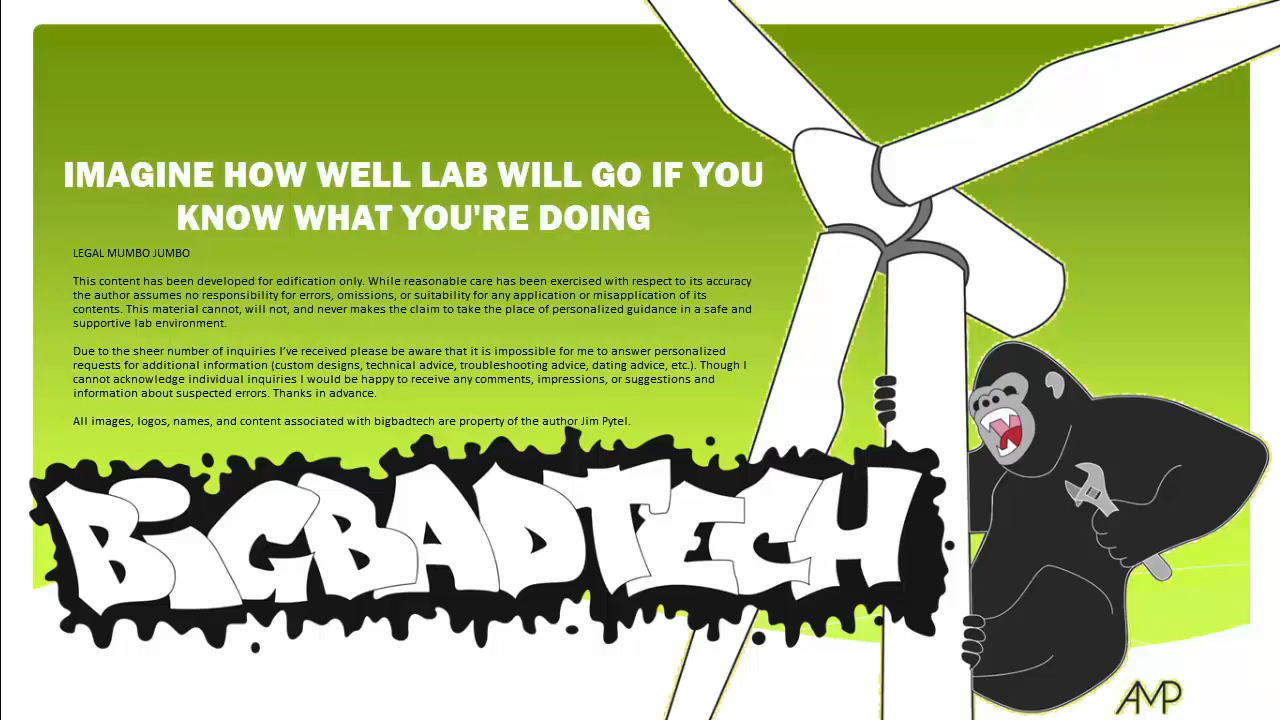 IMAGINE HOW WELL LAB WILL GO IF YOU
KNOW WHAT YOU'RE DOING
LEGAL MUMBO JUMBO
This content has been developed for edification only. While reasonable care has been exercised with respect to its accuracy
the author assumes no responsibility for errors, omissions, or suitability for any application or misapplication of its
contents. This material cannot, will not, and never makes the claim to take the place of personalized guidance in a safe and
supportive lab environment.
Due to the sheer number of inquiries I've received please be aware that it is impossible for me to answer personalized
requests for additional information (custom designs, technical advice, troubleshooting advice, dating advice, etc.). Though I
cannot acknowledge individual inquiries I would be happy to receive any comments, impressions, or suggestions and
information about suspected errors. Thanks in advance.
All images, logos, names, and content associated with bigbadtech are property of the author Jim Pytel.
BiGBADTECH
AMP